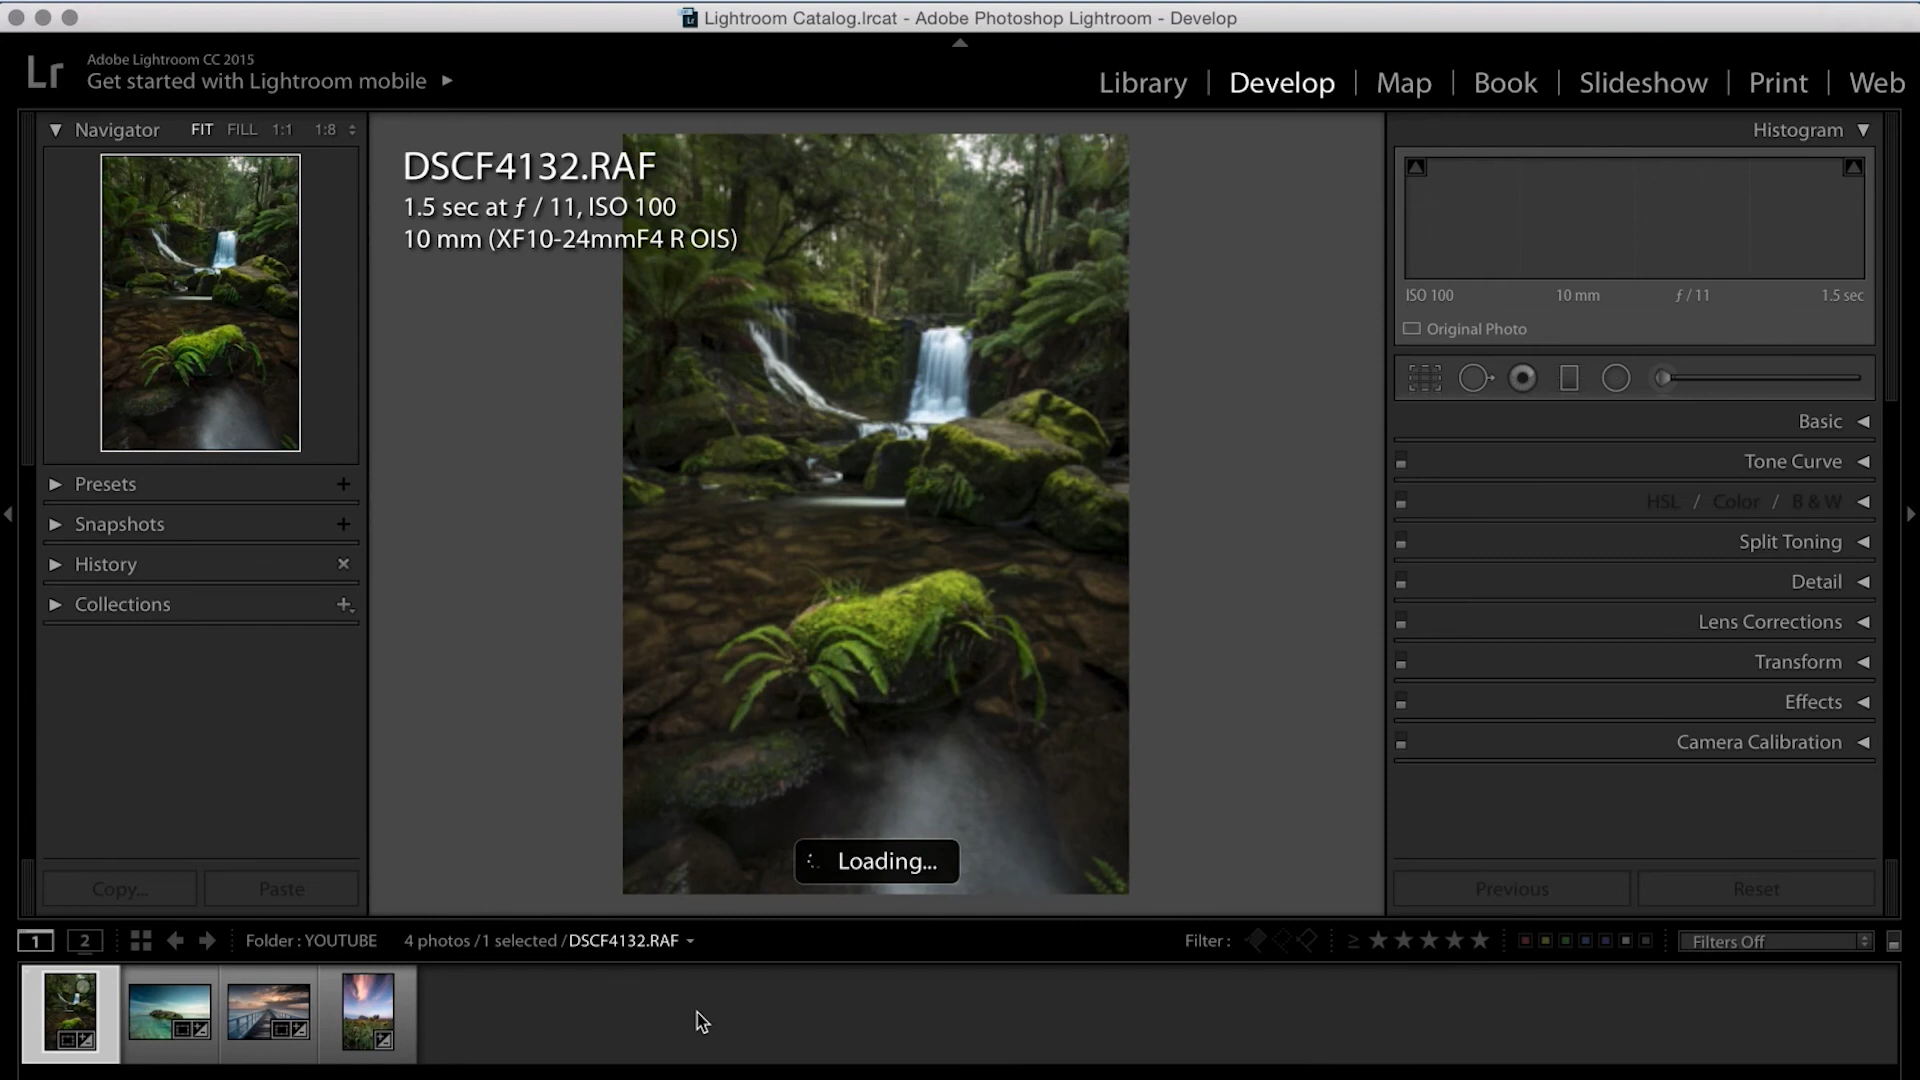 Lightroom Catalog.lrcat - Adobe Photoshop Lightroom - Develop
Lr
Adobe Lightroom CC 2015
Get started with Lightroom mobile
Library | Develop | Map | Book | Slideshow | Print | Web
Navigator FIT FILL 1:1 1:8
Histogram
DSCF4132.RAF
1.5 sec at ƒ / 11, ISO 100
10 mm (XF10-24mmF4 R OIS)
ISO 100 10 mm ƒ / 11 1.5 sec
Original Photo
Basic
Tone Curve
HSL / Color / B & W
Split Toning
Detail
Lens Corrections
Transform
Effects
Camera Calibration
Presets
Snapshots
History
Collections
Loading...
Copy... Paste
Previous Reset
1 2 Folder : YOUTUBE 4 photos / 1 selected / DSCF4132.RAF Filter : ≥ ★★★★★ Filters Off